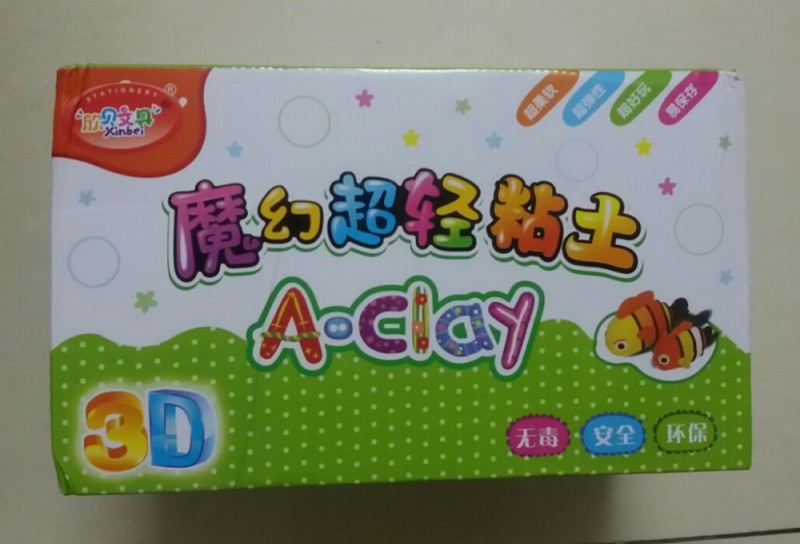 STATIONERY ®
欣贝文具
Xinbei
超柔软
超弹性
超好玩
易保存
魔幻超轻粘土
A-clay
3D
无毒
安全
环保